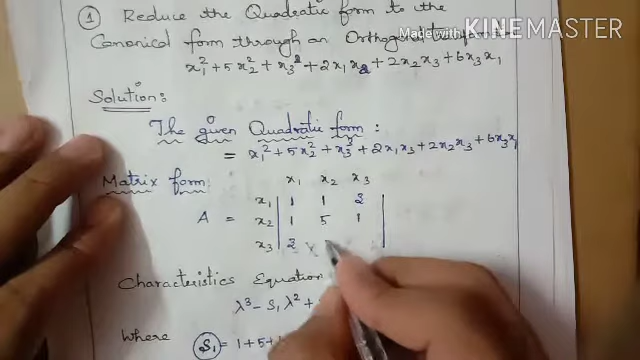 ① Reduce the Quadratic form to the
Canonical form through an Orthogonal
Made with KINEMASTER
x₁² + 5x₂² + x₃² + 2x₁x₂ + 2x₂x₃ + 6x₃x₁
Solution:
The given Quadratic form:
= x₁² + 5x₂² + x₃² + 2x₁x₃ + 2x₂x₃ + 6x₃x₁
Matrix form:
x₁ x₂ x₃
x₁ 1 1 3
A = x₂ 1 5 1
x₃ 3
Characteristics Equation
λ³ - S₁λ² +
Where S₁ = 1+5+